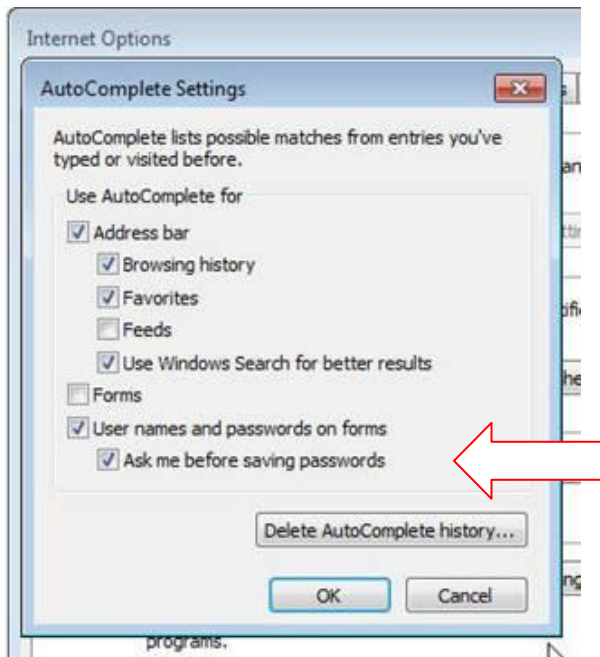 Internet Options
AutoComplete Settings
AutoComplete lists possible matches from entries you've
typed or visited before.
Use AutoComplete for
Address bar
Browsing history
Favorites
Feeds
Use Windows Search for better results
Forms
User names and passwords on forms
Ask me before saving passwords
Delete AutoComplete history...
OK Cancel
programs.